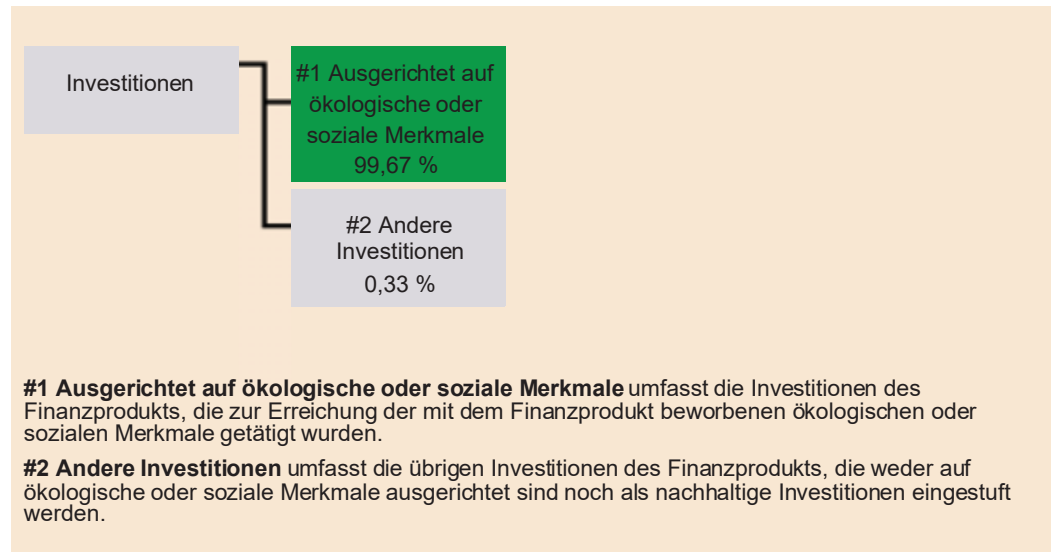 Investitionen
#1 Ausgerichtet auf
ökologische oder
soziale Merkmale
99,67 %
#2 Andere
Investitionen
0,33 %
#1 Ausgerichtet auf ökologische oder soziale Merkmale umfasst die Investitionen des
Finanzprodukts, die zur Erreichung der mit dem Finanzprodukt beworbenen ökologischen oder
sozialen Merkmale getätigt wurden.
#2 Andere Investitionen umfasst die übrigen Investitionen des Finanzprodukts, die weder auf
ökologische oder soziale Merkmale ausgerichtet sind noch als nachhaltige Investitionen eingestuft
werden.